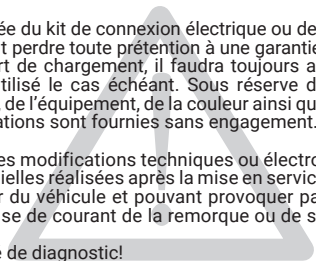 ée du kit de connexion électrique ou de
t perdre toute prétention à une garantie
rt de chargement, il faudra toujours a
tilisé le cas échéant. Sous réserve d
, de l’équipement, de la couleur ainsi qu
ations sont fournies sans engagement.
es modifications techniques ou électro
ielles réalisées après la mise en servic
r du véhicule et pouvant provoquer pa
se de courant de la remorque ou de s
e de diagnostic!